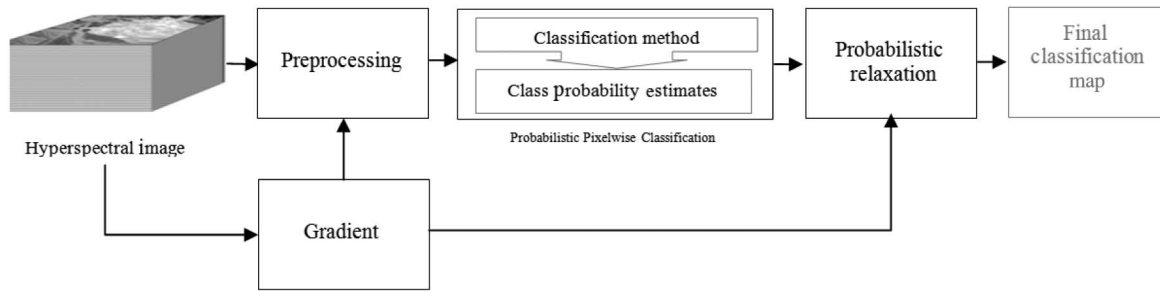 Hyperspectral image
Preprocessing
Classification method
Class probability estimates
Probabilistic Pixelwise Classification
Probabilistic
relaxation
Final
classification
map
Gradient